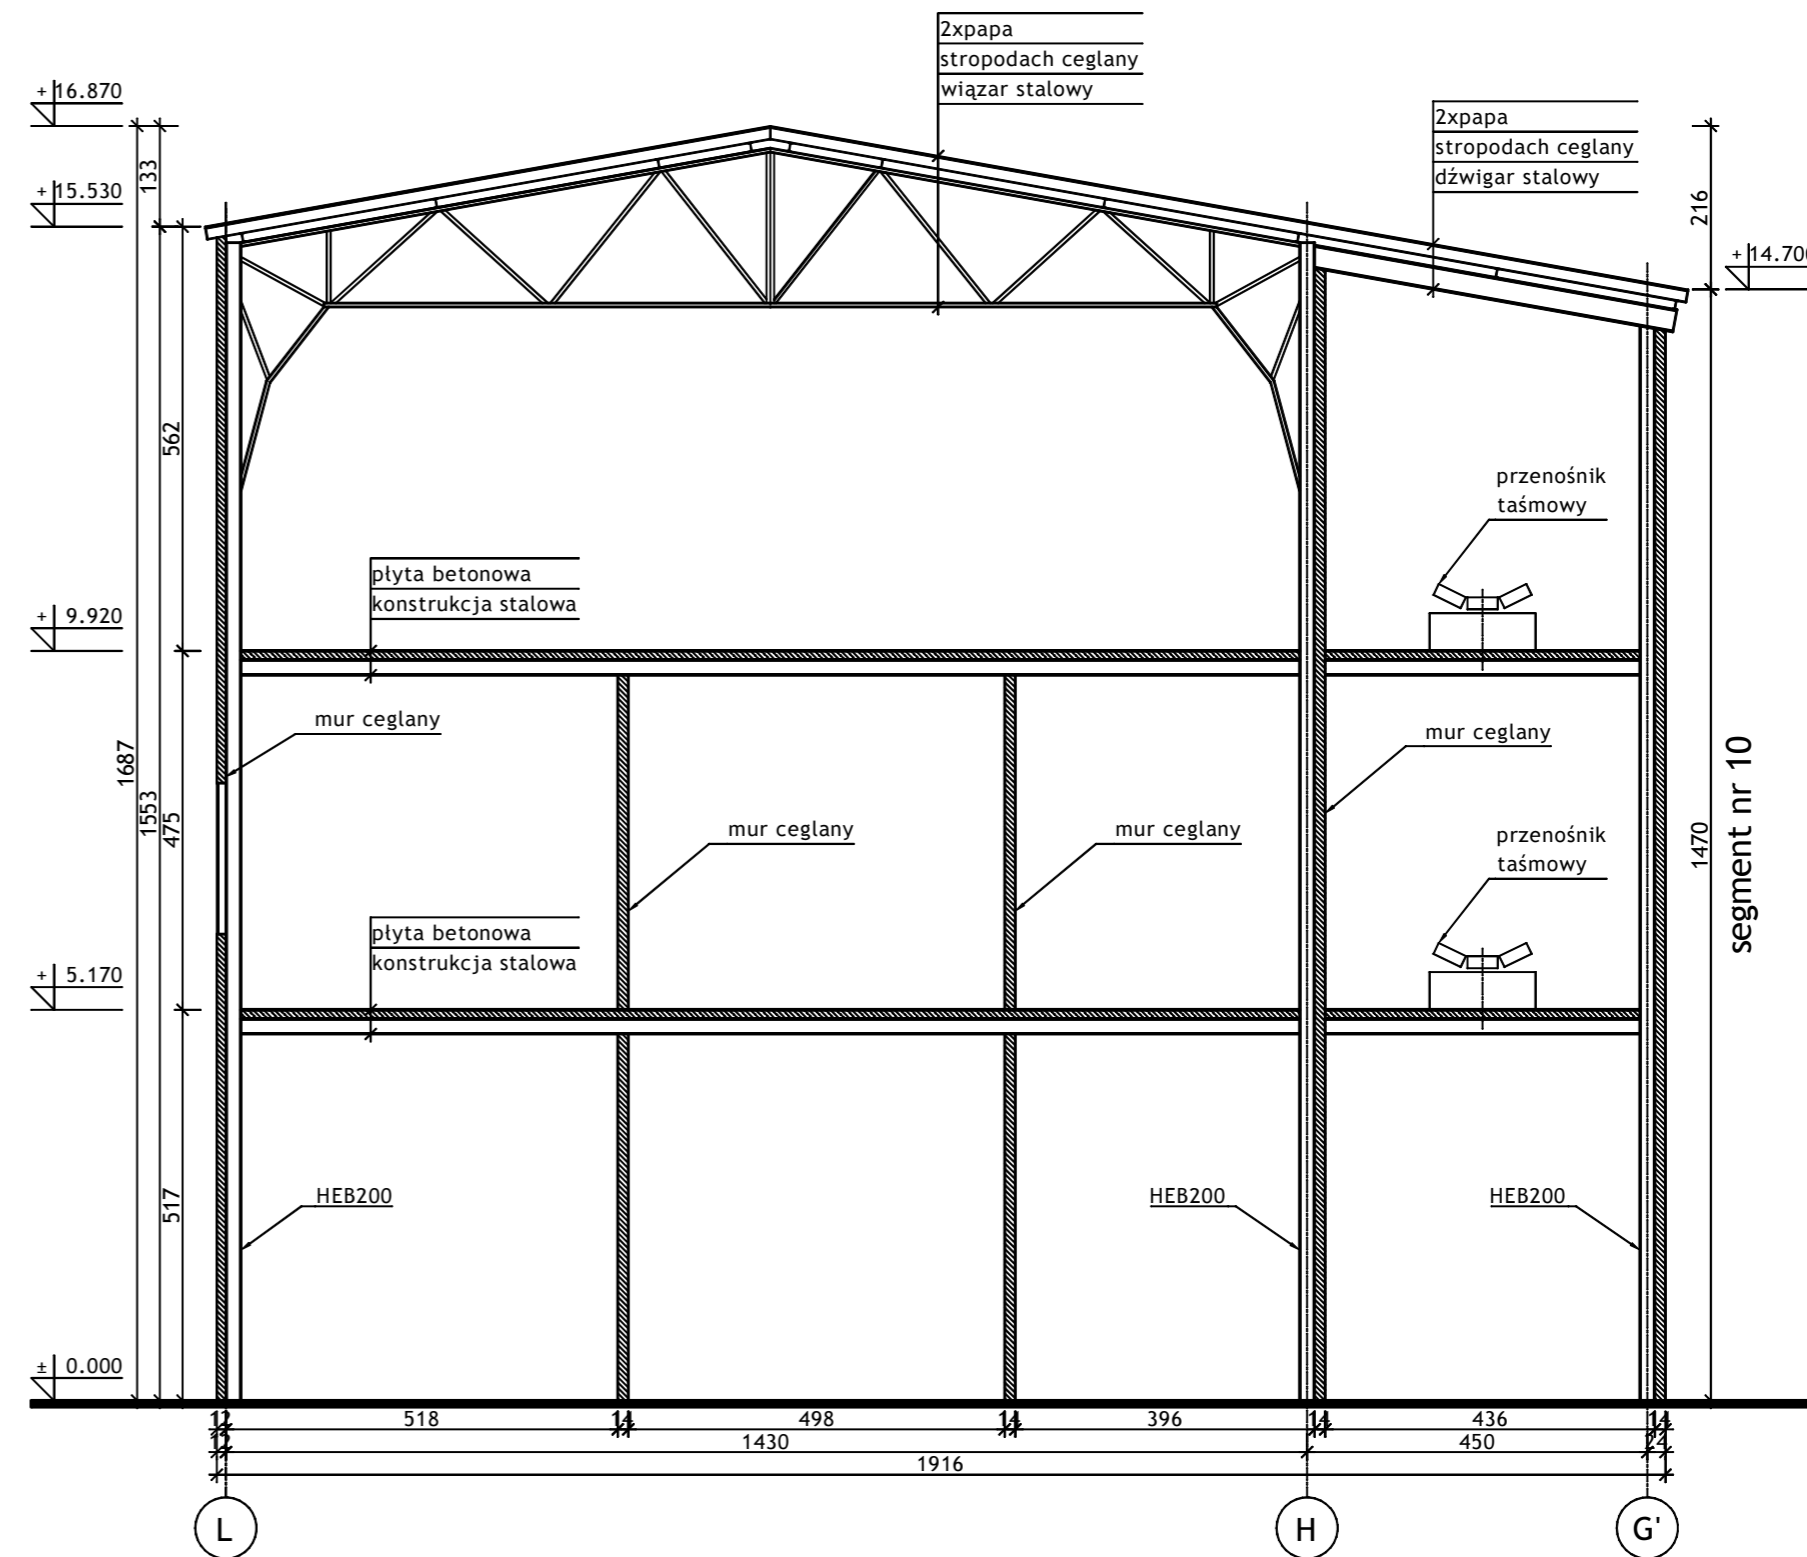 2xpapa
stropodach ceglany
wiązar stalowy
+ 16.870
2xpapa
stropodach ceglany
dźwigar stalowy
133
+ 15.530
216
+ 14.700
562
przenośnik
taśmowy
płyta betonowa
konstrukcja stalowa
+ 9.920
mur ceglany
mur ceglany
1687
1553
475
mur ceglany
mur ceglany
przenośnik
taśmowy
1470
segment nr 10
płyta betonowa
konstrukcja stalowa
+ 5.170
517
HEB200
HEB200
HEB200
± 0.000
12 518 14 498 14 396 14 436 14
12 1430 450 24
1916
L H G'